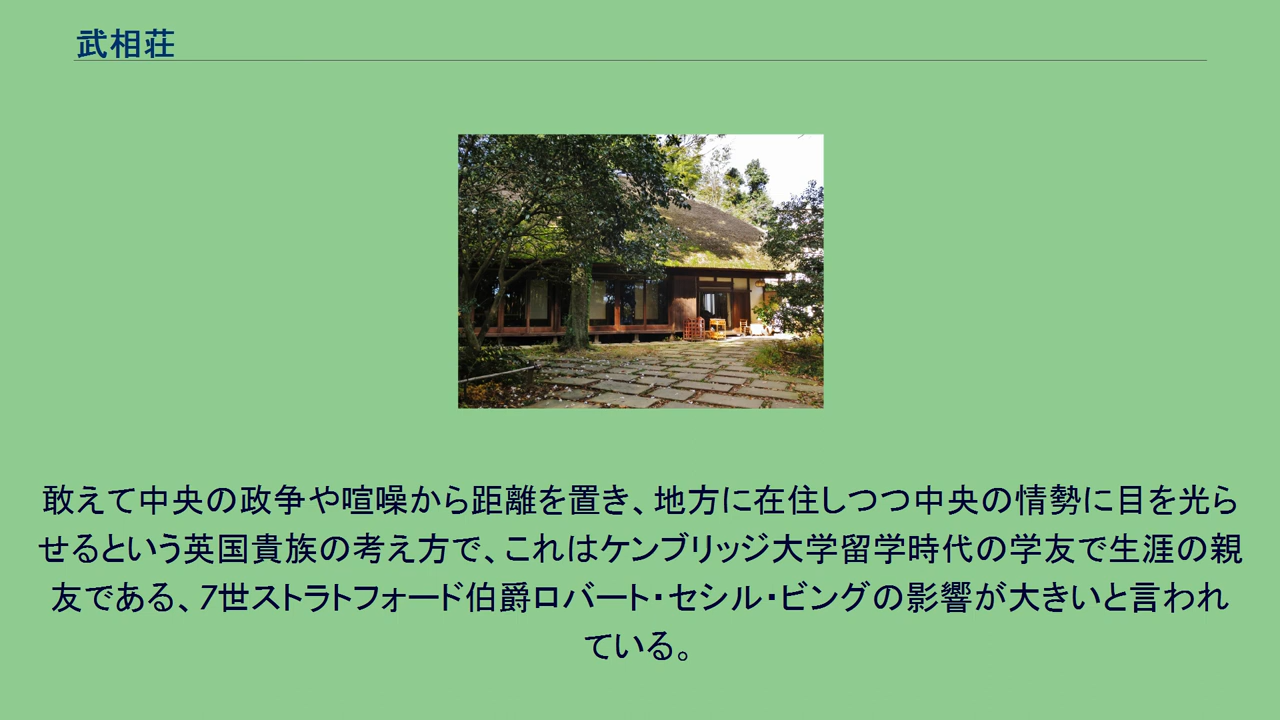 武相荘
敢えて中央の政争や喧噪から距離を置き、地方に在住しつつ中央の情勢に目を光ら
せるという英国貴族の考え方で、これはケンブリッジ大学留学時代の学友で生涯の親
友である、7世ストラトフォード伯爵ロバート・セシル・ビングの影響が大きいと言われ
ている。